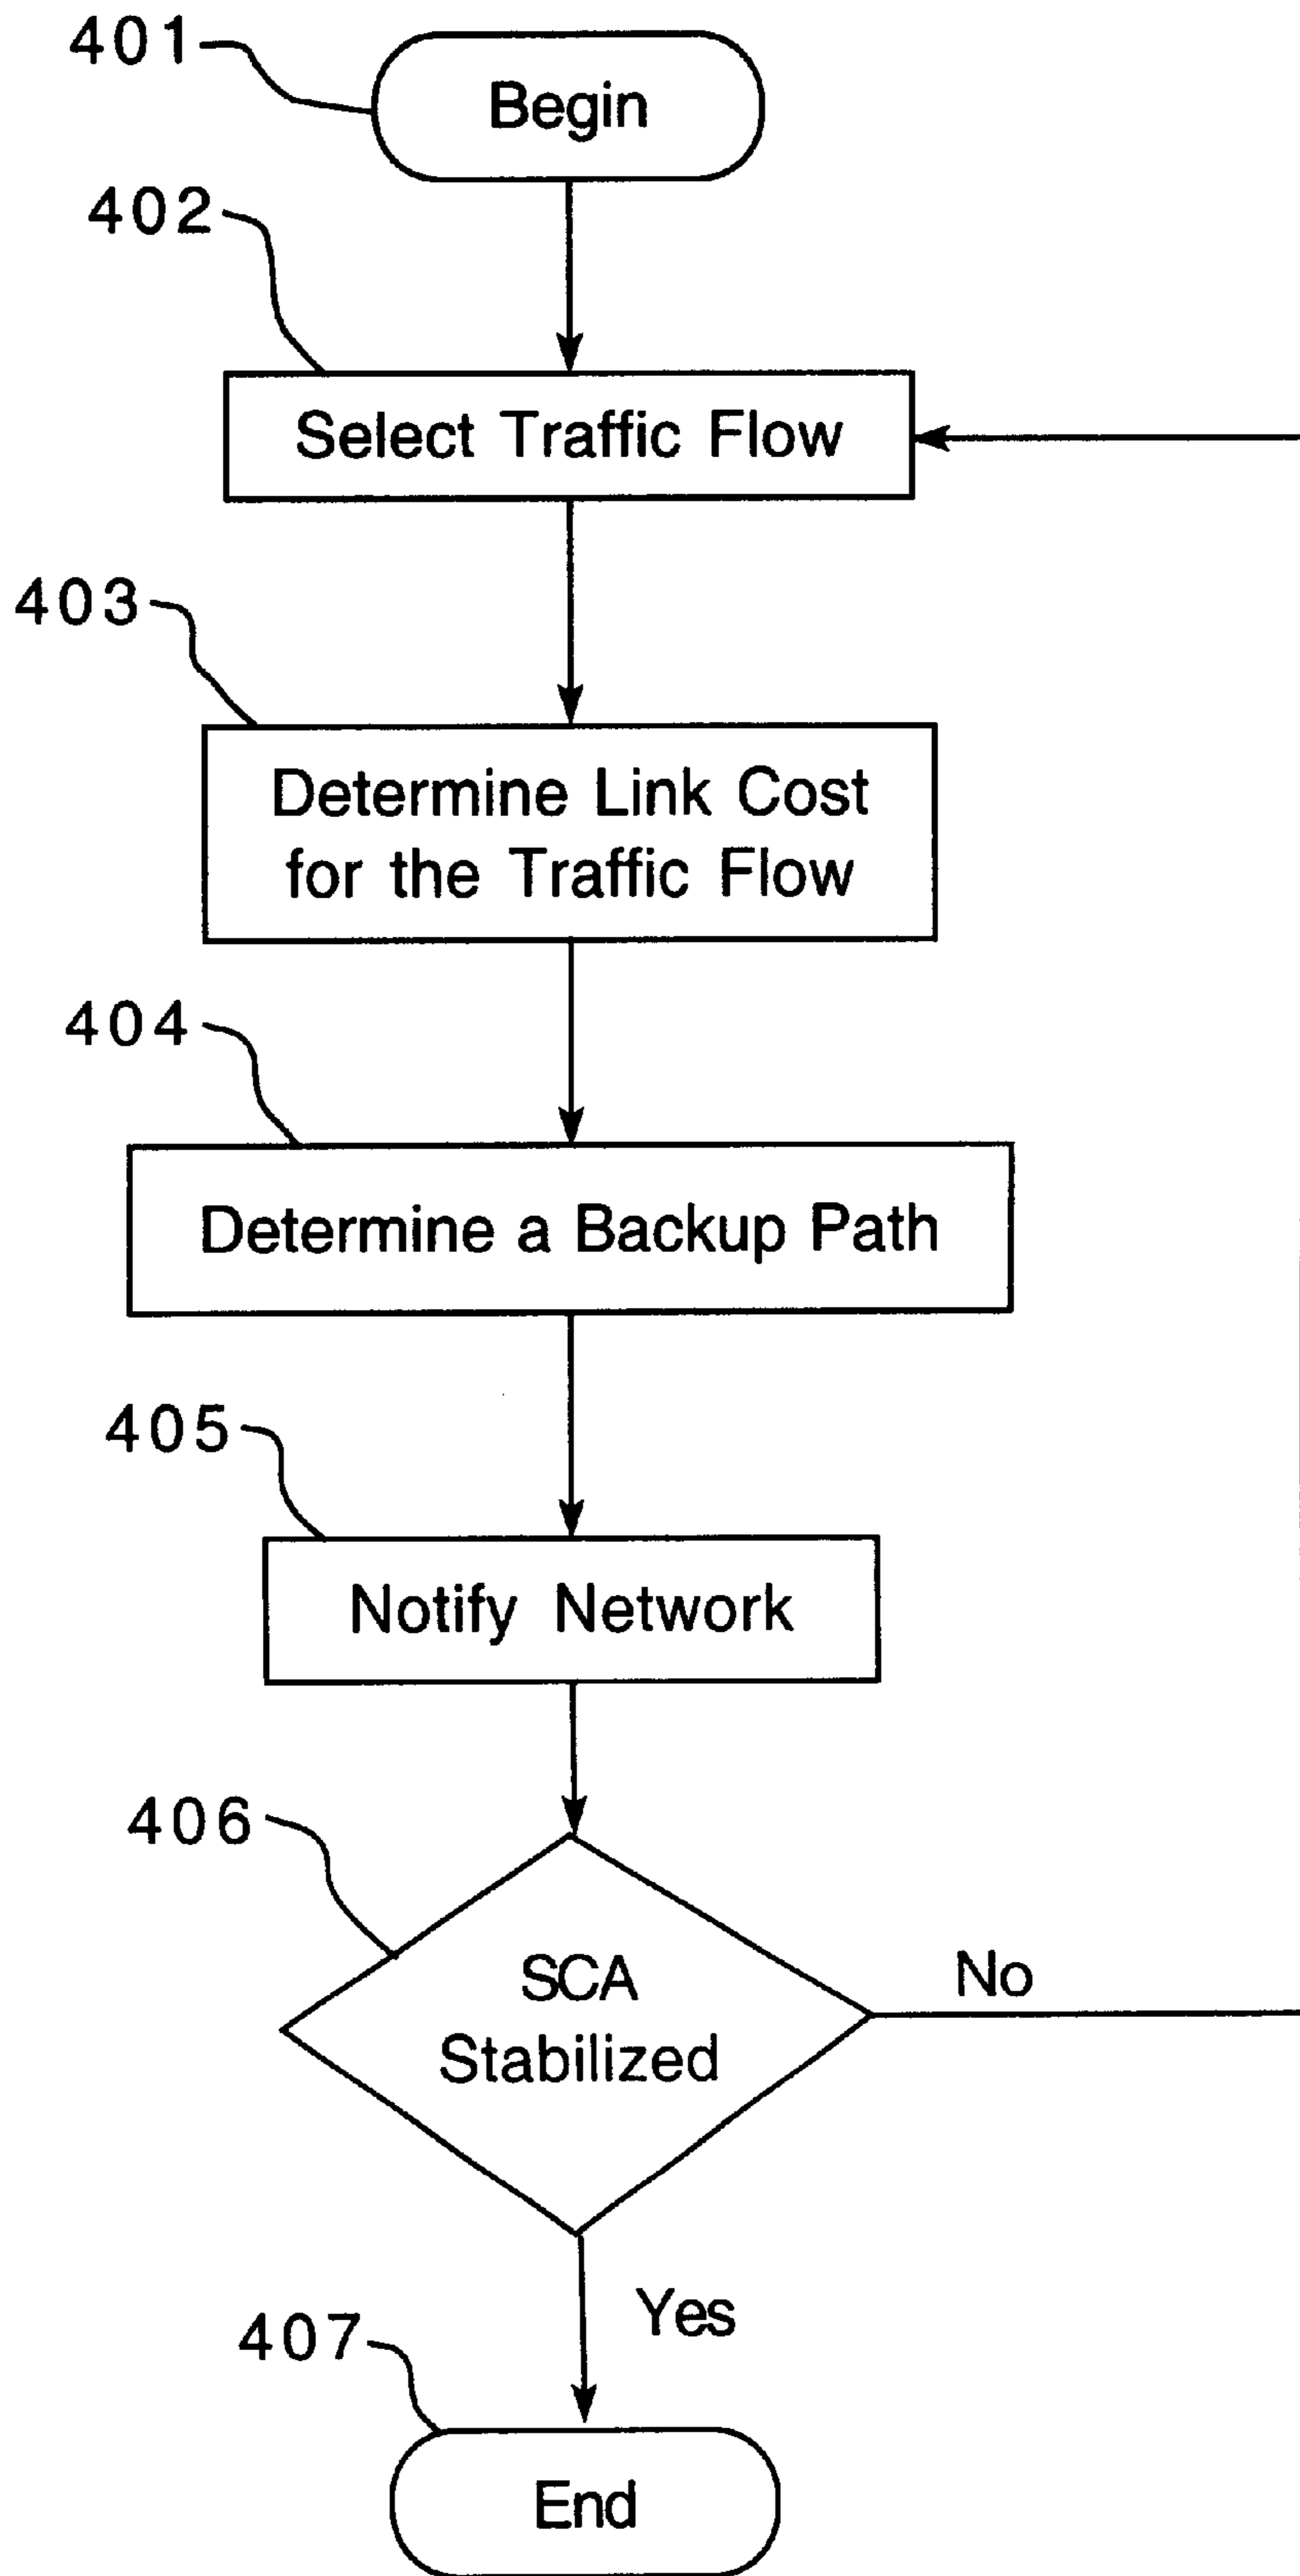 401
Begin
402
Select Traffic Flow
403
Determine Link Cost
for the Traffic Flow
404
Determine a Backup Path
405
Notify Network
406
SCA
Stabilized
No
Yes
407
End